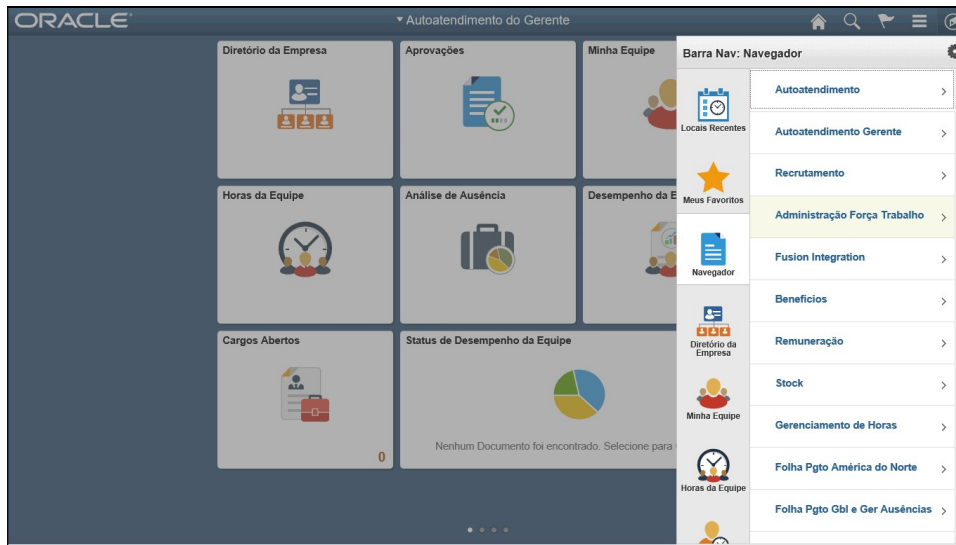 ORACLE
Autoatendimento do Gerente
Diretório da Empresa
Aprovações
Minha Equipe
Horas da Equipe
Análise de Ausência
Desempenho da E
Cargos Abertos
0
Status de Desempenho da Equipe
Nenhum Documento foi encontrado. Selecione para
Barra Nav: Navegador
Locais Recentes
Meus Favoritos
Navegador
Diretório da
Empresa
Minha Equipe
Horas da Equipe
Autoatendimento
Autoatendimento Gerente
Recrutamento
Administração Força Trabalho
Fusion Integration
Benefícios
Remuneração
Stock
Gerenciamento de Horas
Folha Pgto América do Norte
Folha Pgto Gbl e Ger Ausências